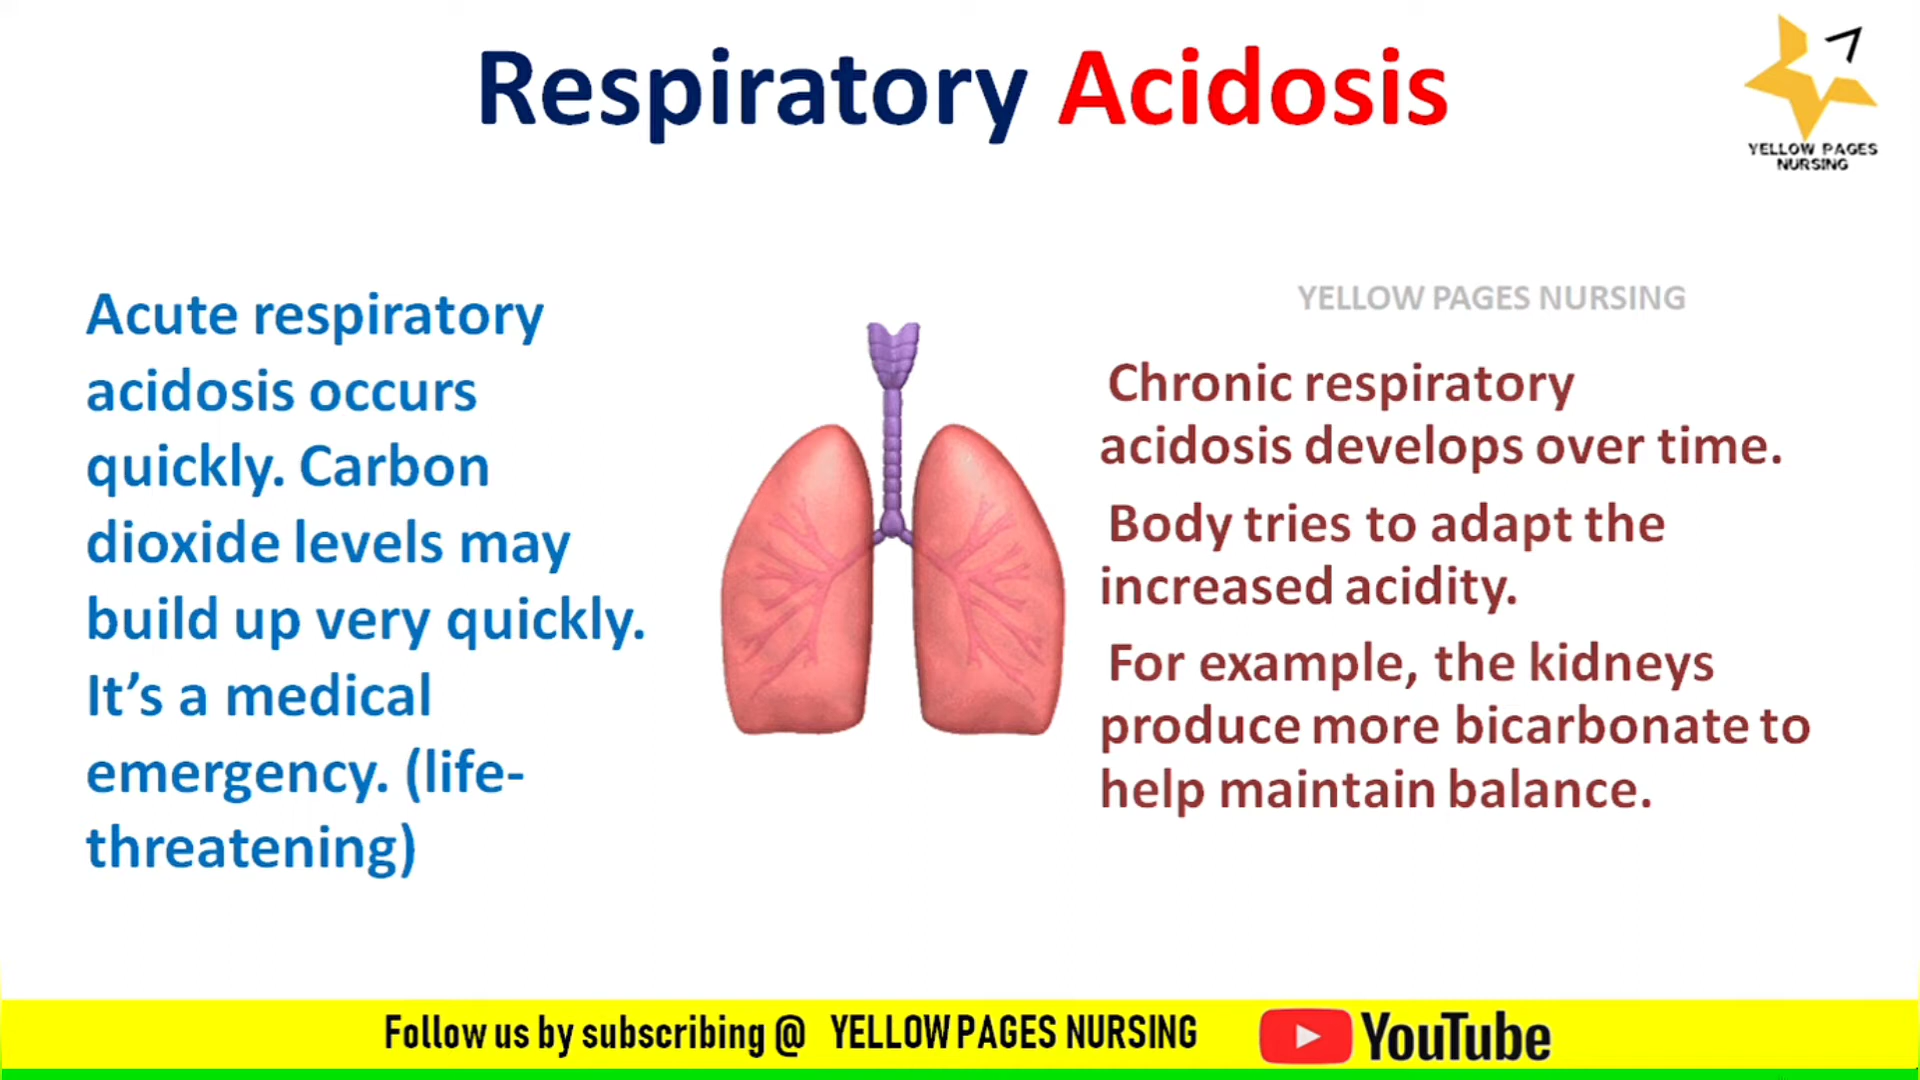 Respiratory Acidosis
YELLOW PAGES
NURSING
Acute respiratory
acidosis occurs
quickly. Carbon
dioxide levels may
build up very quickly.
It’s a medical
emergency. (life-
threatening)
YELLOW PAGES NURSING
Chronic respiratory
acidosis develops over time.
Body tries to adapt the
increased acidity.
For example, the kidneys
produce more bicarbonate to
help maintain balance.
Follow us by subscribing @ YELLOW PAGES NURSING YouTube